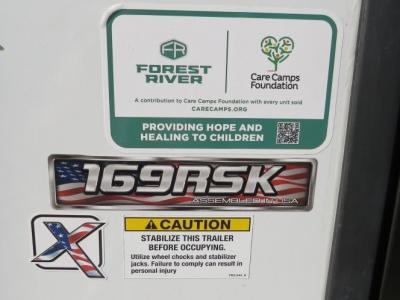 FR
FOREST
RIVER
Care Camps
Foundation
A contribution to Care Camps Foundation with every unit sold
CARECAMPS.ORG
PROVIDING HOPE AND
HEALING TO CHILDREN
169RSK
ASSEMBLED IN USA
X
CAUTION
STABILIZE THIS TRAILER
BEFORE OCCUPYING.
Utilize wheel checks and stabilizer
jacks. Failure to comply can result in
personal injury